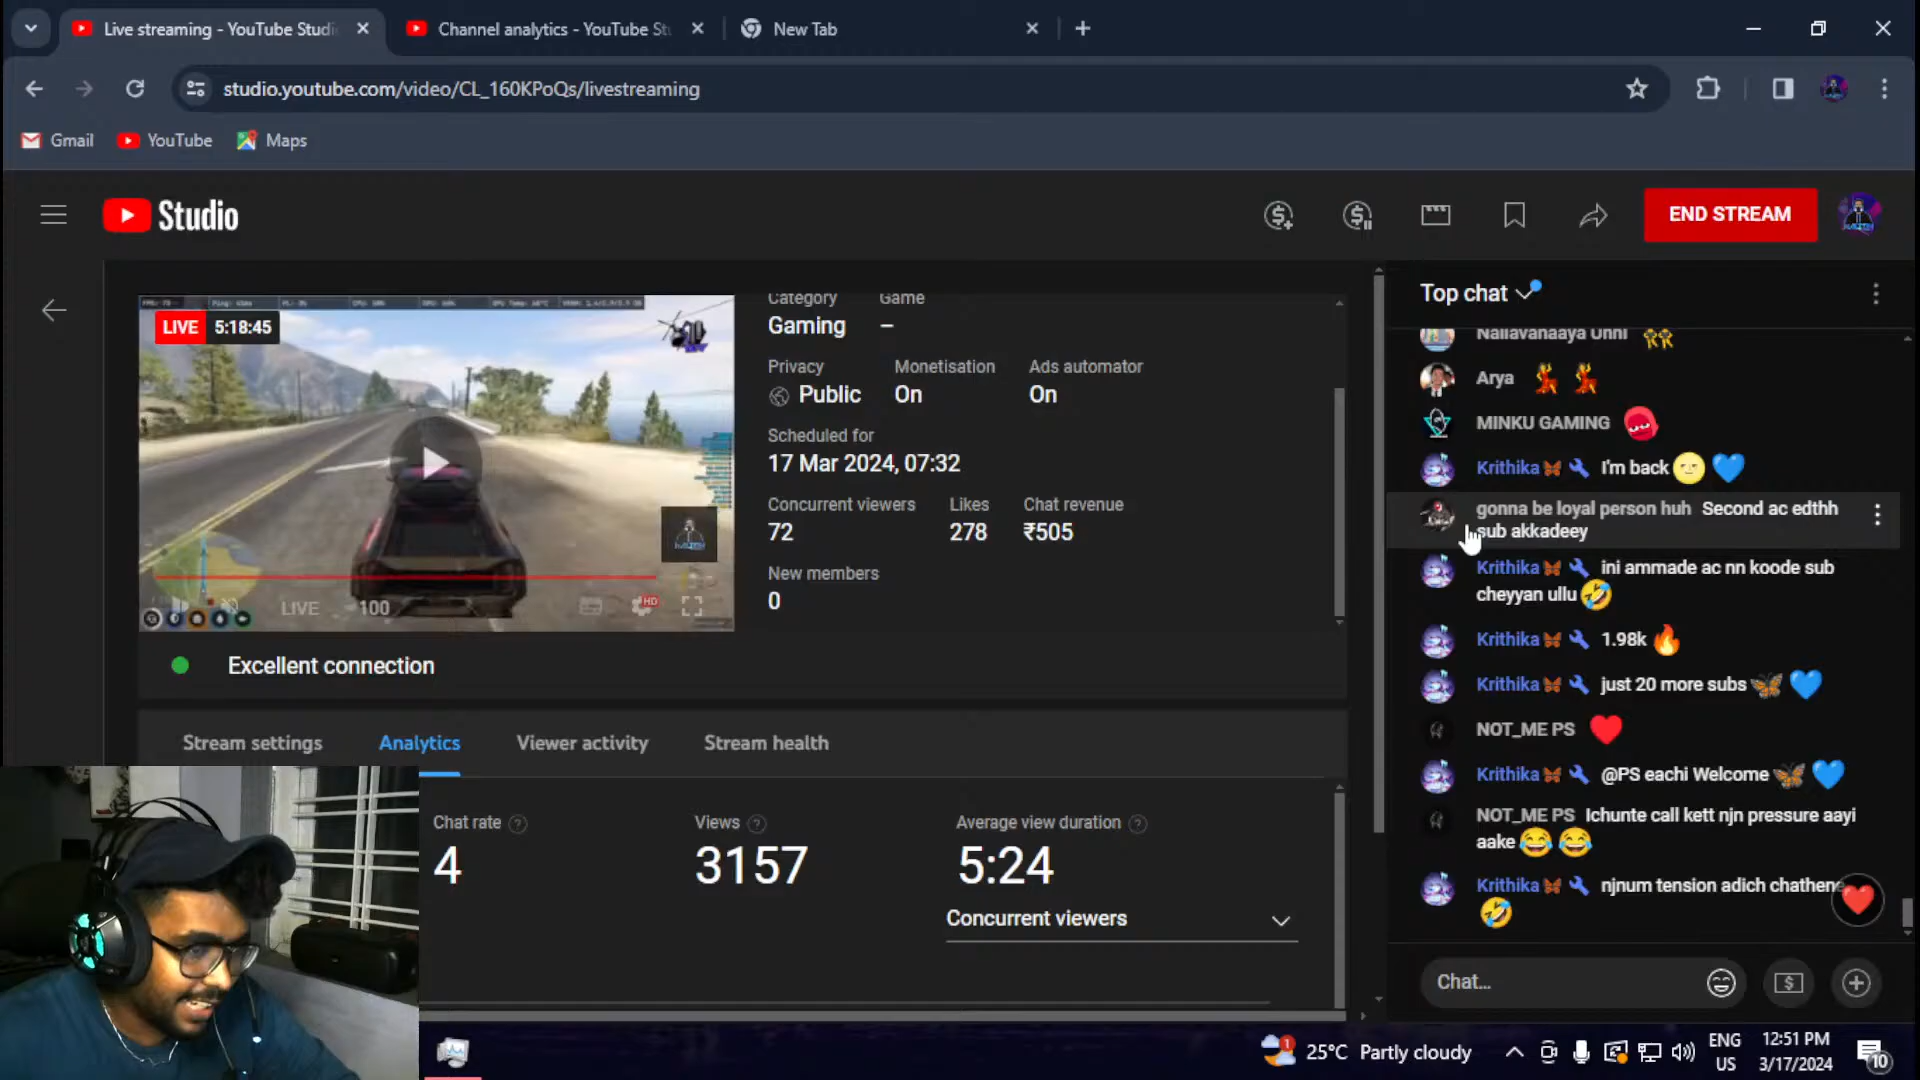 Live streaming - YouTube Studi
Channel analytics - YouTube St
New Tab
studio.youtube.com/video/CL_160KPoQs/livestreaming
Gmail
YouTube
Maps
Studio
END STREAM
LIVE 5:18:45
LIVE 100
HD
Category Game
Gaming –
Privacy Monetisation Ads automator
Public On On
Scheduled for
17 Mar 2024, 07:32
Concurrent viewers Likes Chat revenue
72 278 ₹505
New members
0
Excellent connection
Stream settings Analytics Viewer activity Stream health
Chat rate Views Average view duration
4 3157 5:24
Concurrent viewers
Top chat
Nallavanaaya Unni
Arya 💃 💃
MINKU GAMING
Krithika🦋 I'm back🌝💙
gonna be loyal person huh Second ac edthh
sub akkadeey
Krithika🦋 ini ammade ac nn koode sub
cheyyan ullu🤣
Krithika🦋 1.98k🔥
Krithika🦋 just 20 more subs🦋💙
NOT_ME PS ❤️
Krithika🦋 @PS eachi Welcome🦋💙
NOT_ME PS Ichunte call kett njn pressure aayi
aake😂😂
Krithika🦋 njnum tension adich chathene
🤣
Chat...
25°C Partly cloudy
ENG
US
12:51 PM
3/17/2024
10